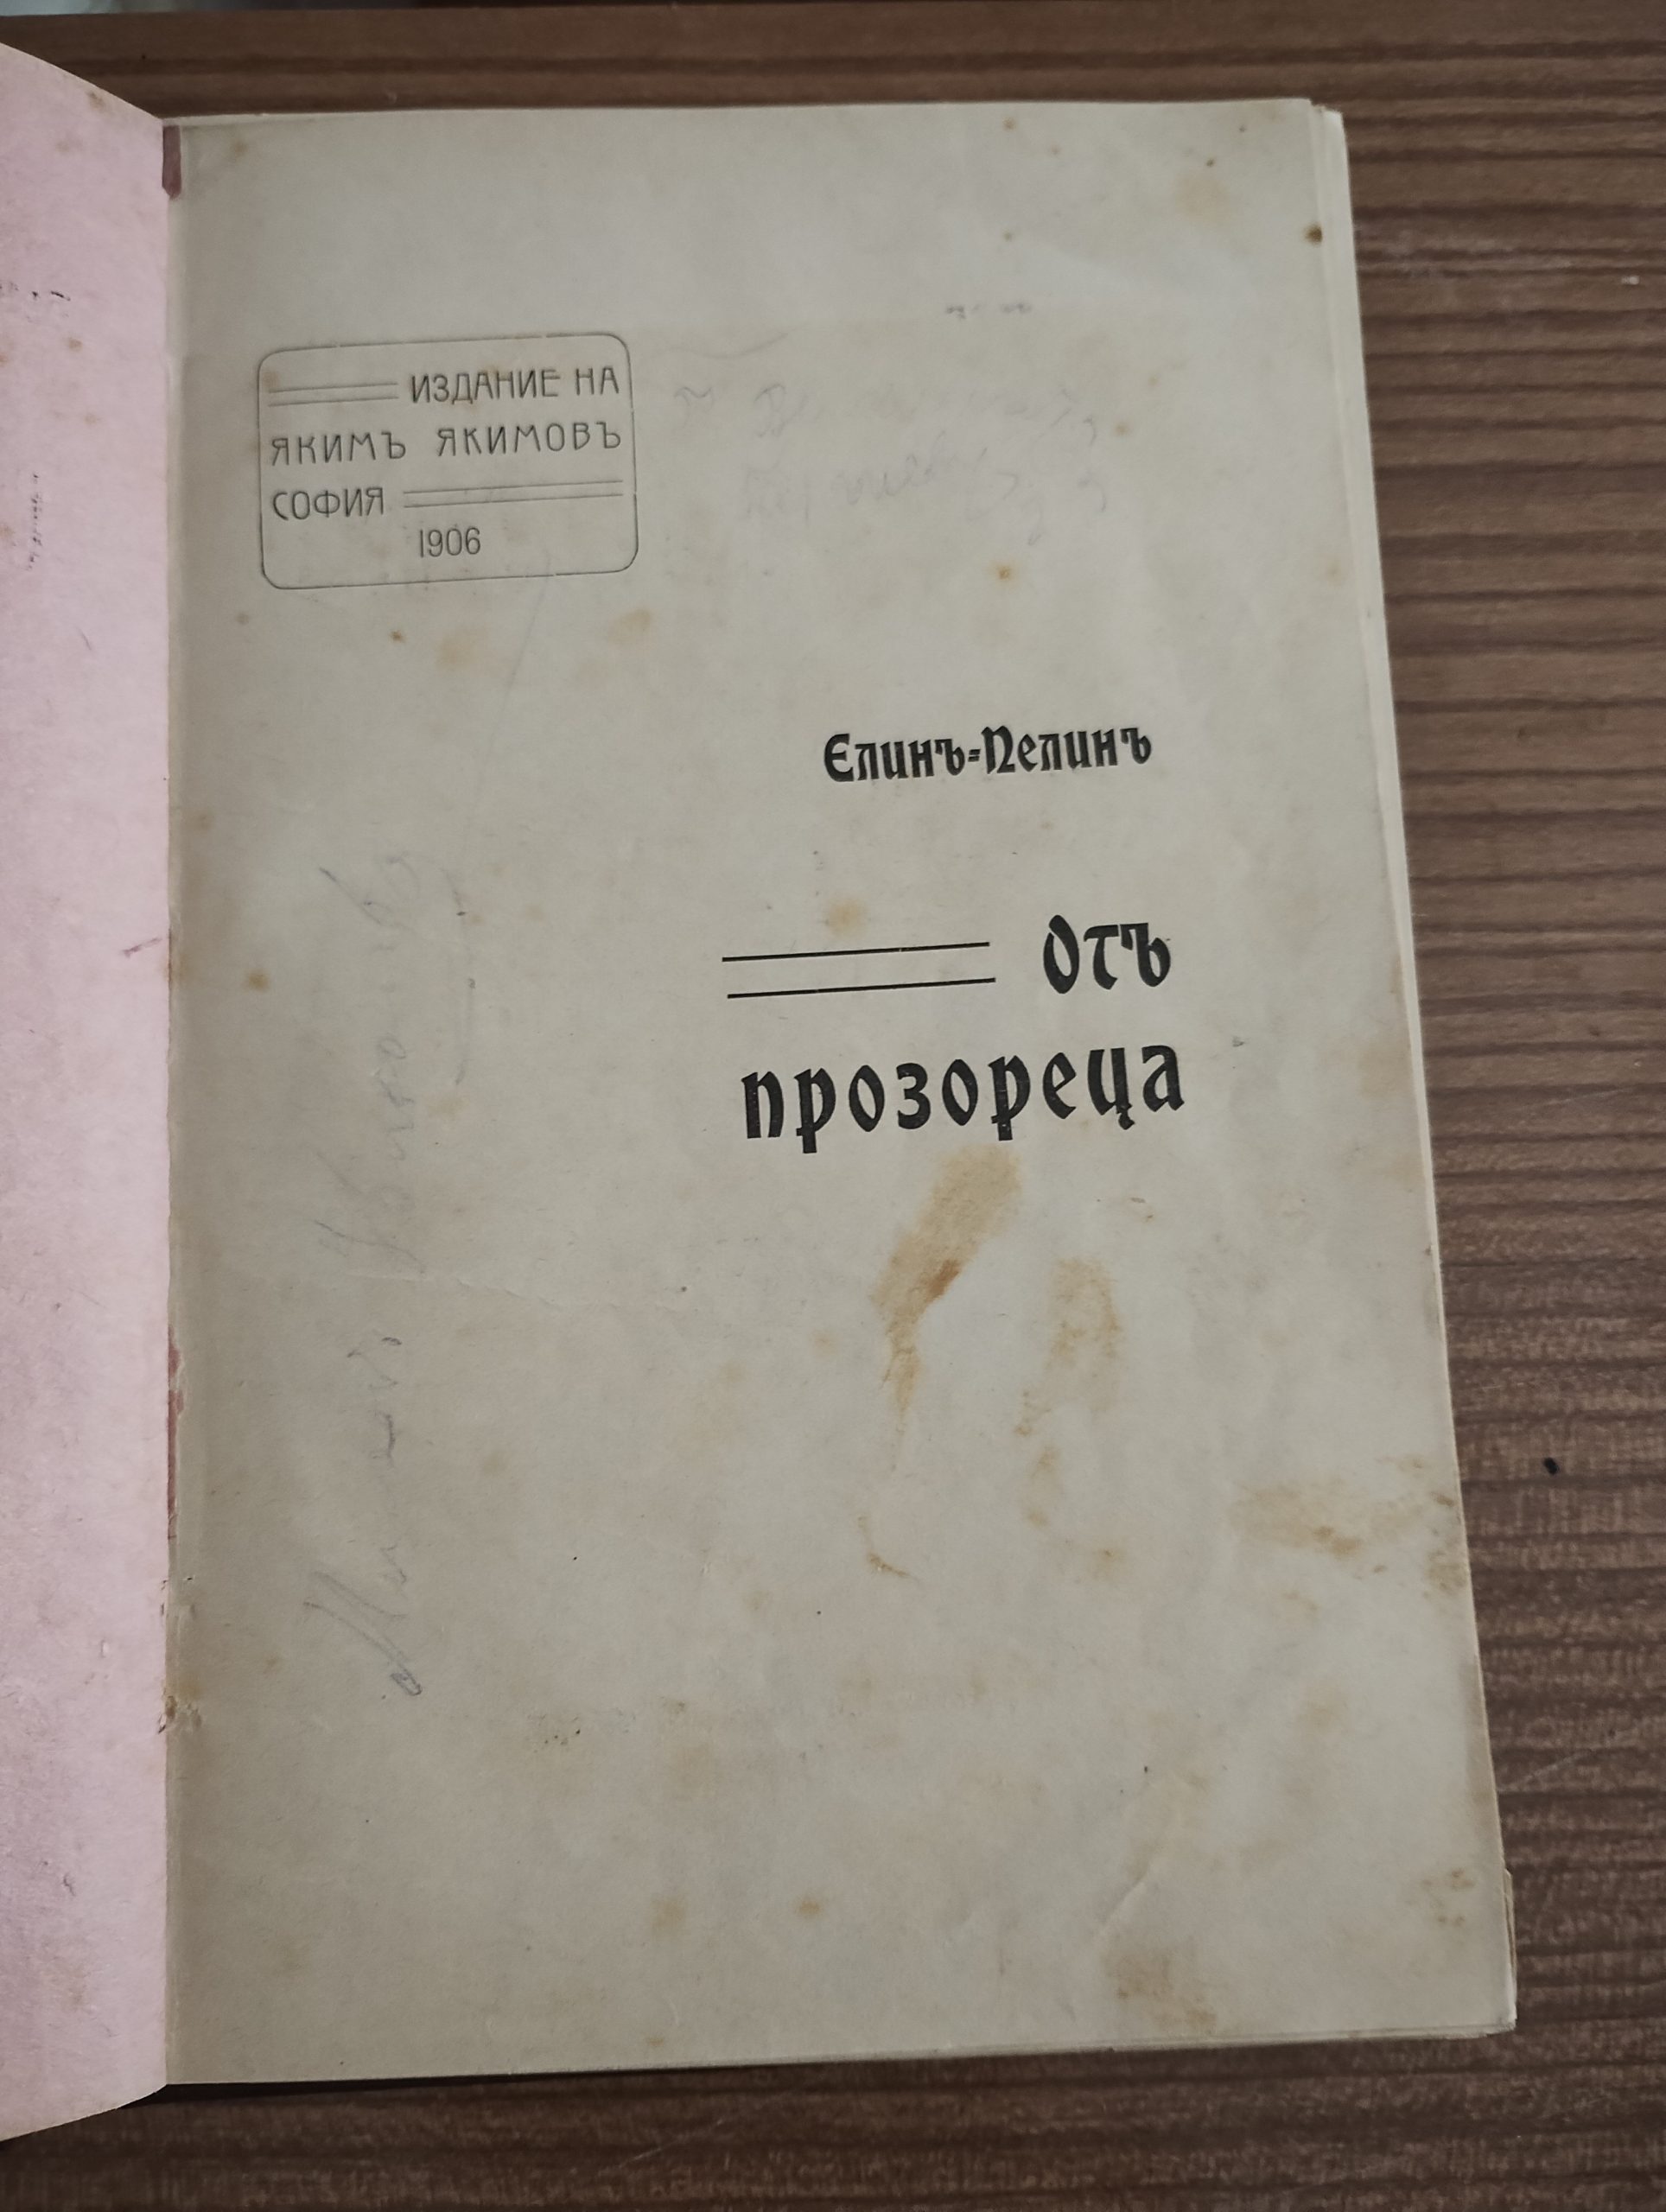 ИЗДАНИЕ НА
ЯКИМЪ ЯКИМОВЪ
СОФИЯ
1906
Елинъ-Пелинъ
Отъ
прозореца